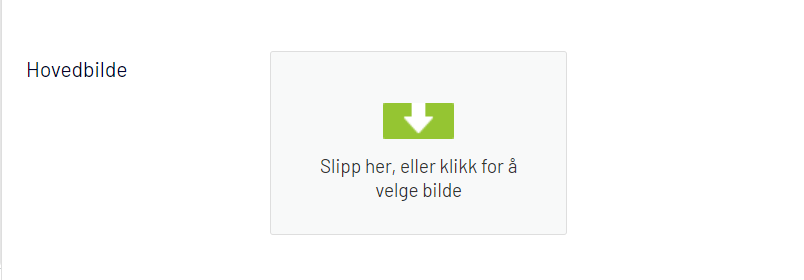 Hovedbilde
Slipp her, eller klikk for å
velge bilde